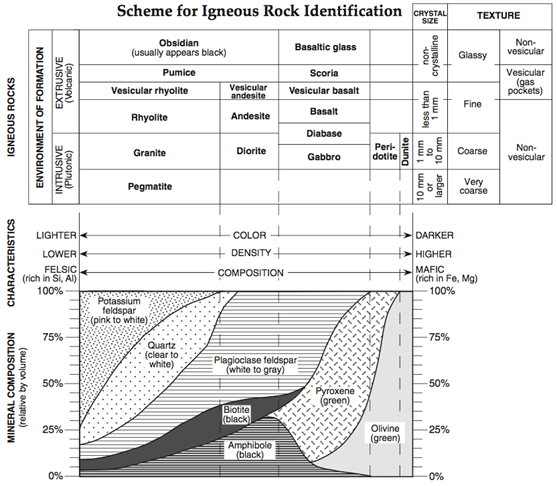 Scheme for Igneous Rock Identification
CRYSTAL
SIZE
TEXTURE
IGNEOUS ROCKS
ENVIRONMENT OF FORMATION
EXTRUSIVE
(Volcanic)
INTRUSIVE
(Plutonic)
Obsidian
(usually appears black)
Basaltic glass
Pumice
Scoria
Vesicular rhyolite
Vesicular
andesite
Vesicular basalt
Rhyolite
Andesite
Basalt
Diabase
Granite
Diorite
Gabbro
Peri-
dotite
Dunite
Pegmatite
non-
crystalline
less than
1 mm
1 mm
to
10 mm
10 mm
or
larger
Glassy
Fine
Coarse
Very
coarse
Non-
vesicular
Vesicular
(gas
pockets)
Non-
vesicular
CHARACTERISTICS
LIGHTER
COLOR
DARKER
LOWER
DENSITY
HIGHER
FELSIC
(rich in Si, Al)
COMPOSITION
MAFIC
(rich in Fe, Mg)
MINERAL COMPOSITION
(relative by volume)
100%
75%
50%
25%
0%
Potassium
feldspar
(pink to white)
Quartz
(clear to
white)
Plagioclase feldspar
(white to gray)
Biotite
(black)
Amphibole
(black)
Pyroxene
(green)
Olivine
(green)
100%
75%
50%
25%
0%